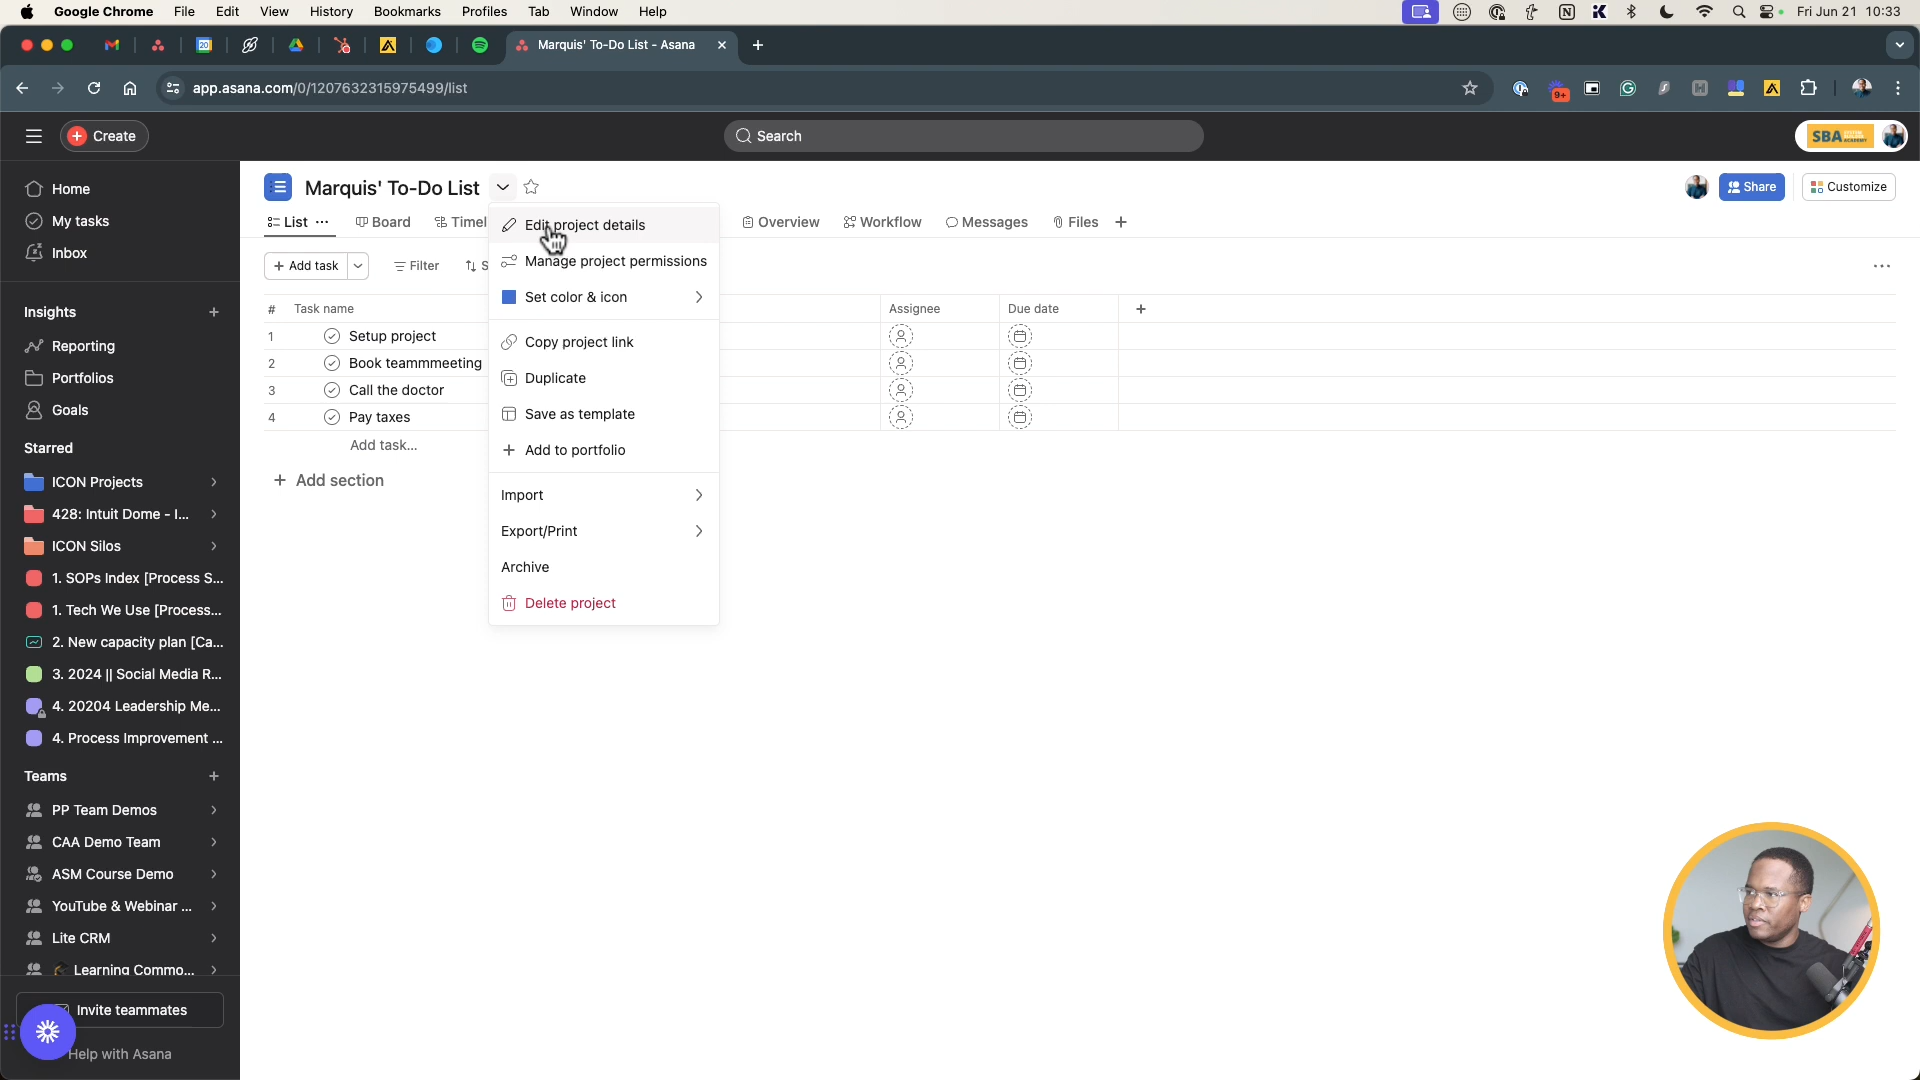 Google Chrome File Edit View History Bookmarks Profiles Tab Window Help Fri Jun 21 10:33
20 Marquis' To-Do List - Asana
app.asana.com/0/1207632315975499/list 9+
Create Search SBA
Home
My tasks
Inbox
Insights
Reporting
Portfolios
Goals
Starred
ICON Projects
428: Intuit Dome - I...
ICON Silos
1. SOPs Index [Process S...
1. Tech We Use [Process...
2. New capacity plan [Ca...
3. 2024 || Social Media R...
4. 20204 Leadership Me...
4. Process Improvement ...
Teams
PP Team Demos
CAA Demo Team
ASM Course Demo
YouTube & Webinar ...
Lite CRM
Learning Commo...
Invite teammates
Help with Asana
Marquis' To-Do List
Share Customize
List Board Timel Overview Workflow Messages Files
Add task Filter S
# Task name Assignee Due date
1 Setup project
2 Book teammmeeting
3 Call the doctor
4 Pay taxes
Add task...
Add section
Edit project details
Manage project permissions
Set color & icon
Copy project link
Duplicate
Save as template
Add to portfolio
Import
Export/Print
Archive
Delete project